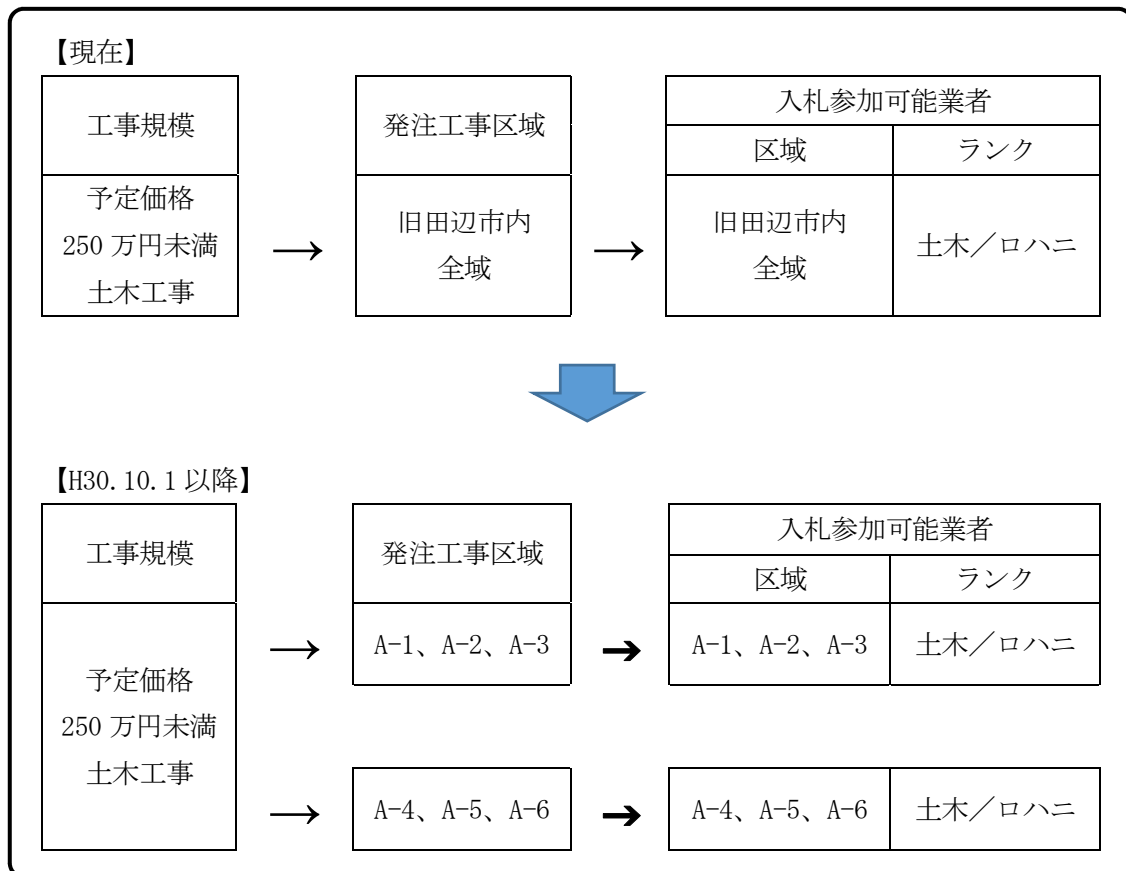 【現在】
工事規模
発注工事区域
入札参加可能業者
区域
ランク
予定価格
250 万円未満
土木工事
→
旧田辺市内
全域
→
旧田辺市内
全域
土木／ロハニ
【H30.10.1 以降】
工事規模
発注工事区域
入札参加可能業者
区域
ランク
予定価格
250 万円未満
土木工事
→
A-1、A-2、A-3
→
A-1、A-2、A-3
土木／ロハニ
→
A-4、A-5、A-6
→
A-4、A-5、A-6
土木／ロハニ